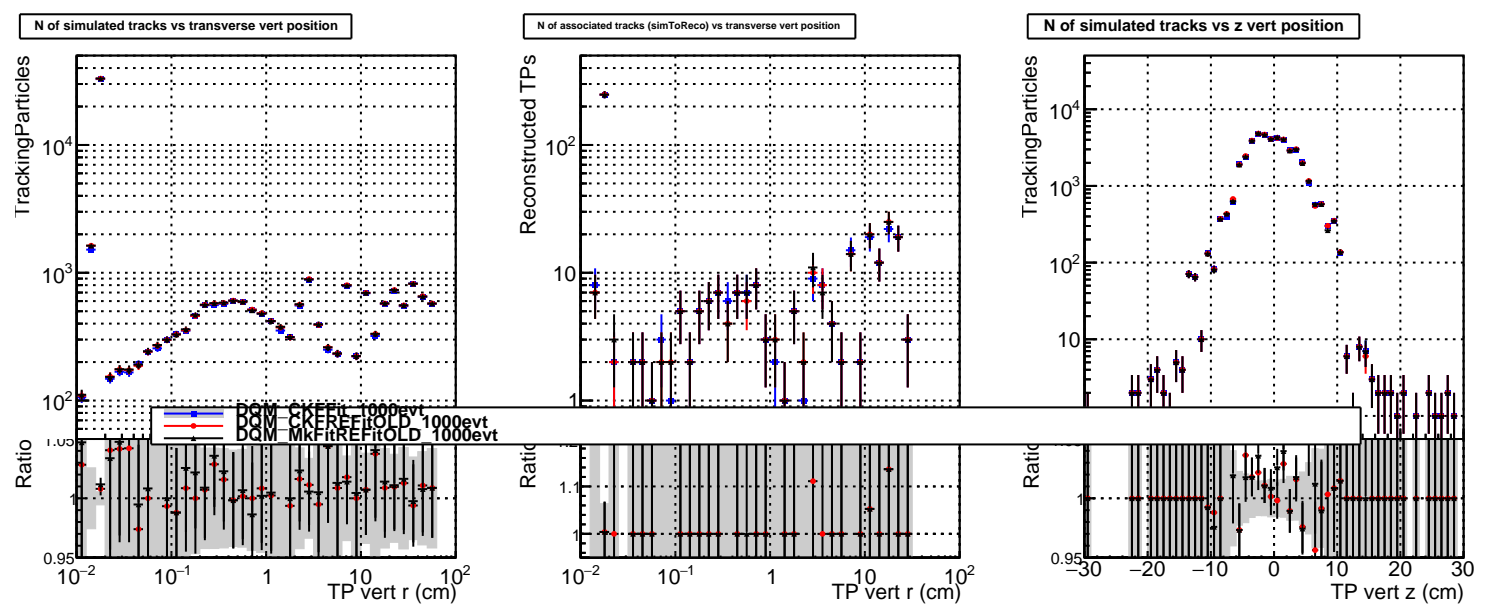 N of simulated tracks vs transverse vert position
TrackingParticles
10^4
10^3
10^2
Ratio
1.05
1
0.95
10^−2
10^−1
1
10
10^2
TP vert r (cm)
N of associated tracks (simToReco) vs transverse vert position
Reconstructed TPs
10^2
10
1
Ratio
1.1
1
10^−2
10^−1
1
10
10^2
TP vert r (cm)
N of simulated tracks vs z vert position
TrackingParticles
10^4
10^3
10^2
10
Ratio
1
0.95
−30
−20
−10
0
10
20
30
TP vert z (cm)
DQM_CKFFit_1000evt
DQM_CKFREFitOLD_1000evt
DQM_MkFitREFitOLD_1000evt